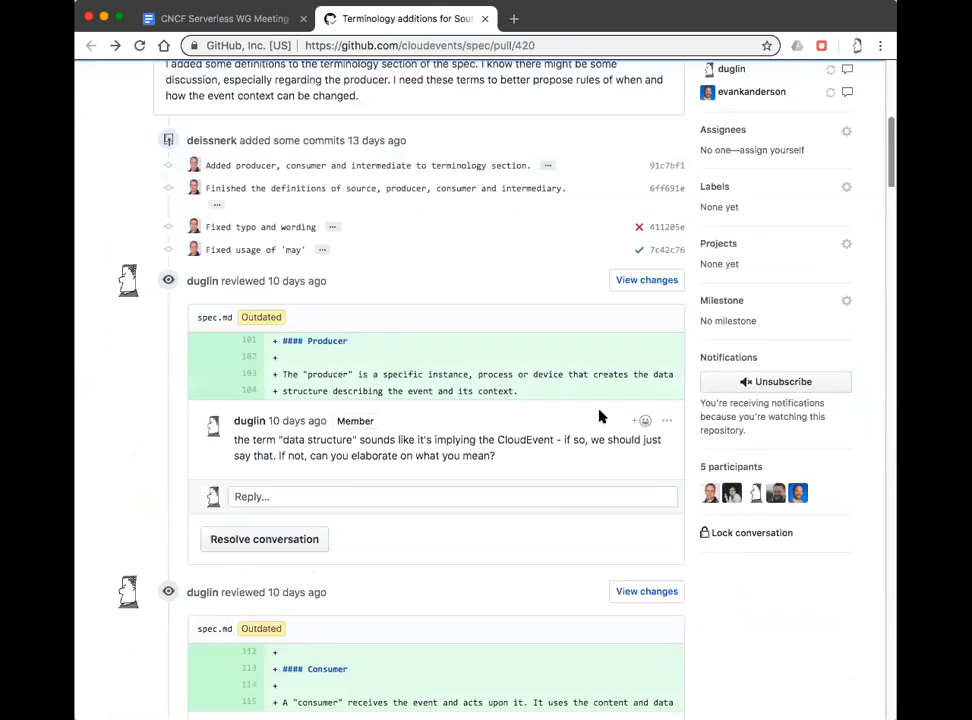 CNCF Serverless WG Meeting
Terminology additions for Sour
GitHub, Inc. [US] https://github.com/cloudevents/spec/pull/420
I added some definitions to the terminology section of the spec. I know there might be some
discussion, especially regarding the producer. I need these terms to better propose rules of when and
how the event context can be changed.
duglin
evankanderson
Assignees
No one—assign yourself
Labels
None yet
Projects
None yet
Milestone
No milestone
Notifications
Unsubscribe
You're receiving notifications
because you're watching this
repository.
5 participants
Lock conversation
deissnerk added some commits 13 days ago
Added producer, consumer and intermediate to terminology section. ... 91c7bf1
Finished the definitions of source, producer, consumer and intermediary. 6ff691e
...
Fixed typo and wording ... 411205e
Fixed usage of 'may' ... 7c42c76
duglin reviewed 10 days ago View changes
spec.md Outdated
101 + #### Producer
102 +
103 + The "producer" is a specific instance, process or device that creates the data
104 + structure describing the event and its context.
duglin 10 days ago Member
the term "data structure" sounds like it's implying the CloudEvent - if so, we should just
say that. If not, can you elaborate on what you mean?
Reply...
Resolve conversation
duglin reviewed 10 days ago View changes
spec.md Outdated
112 +
113 + #### Consumer
114 +
115 + A "consumer" receives the event and acts upon it. It uses the content and data